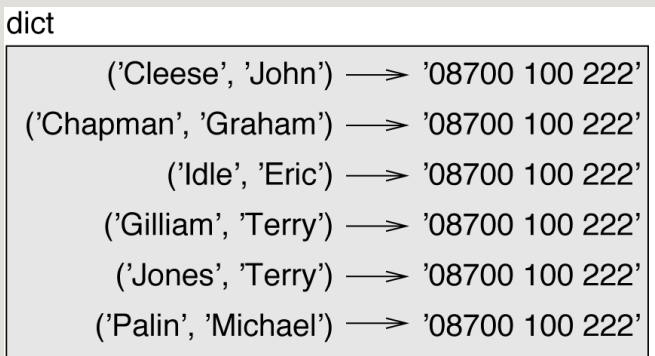 dict
(’Cleese’, ’John’) ’08700 100 222’
(’Chapman’, ’Graham’) ’08700 100 222’
(’Idle’, ’Eric’) ’08700 100 222’
(’Gilliam’, ’Terry’) ’08700 100 222’
(’Jones’, ’Terry’) ’08700 100 222’
(’Palin’, ’Michael’) ’08700 100 222’